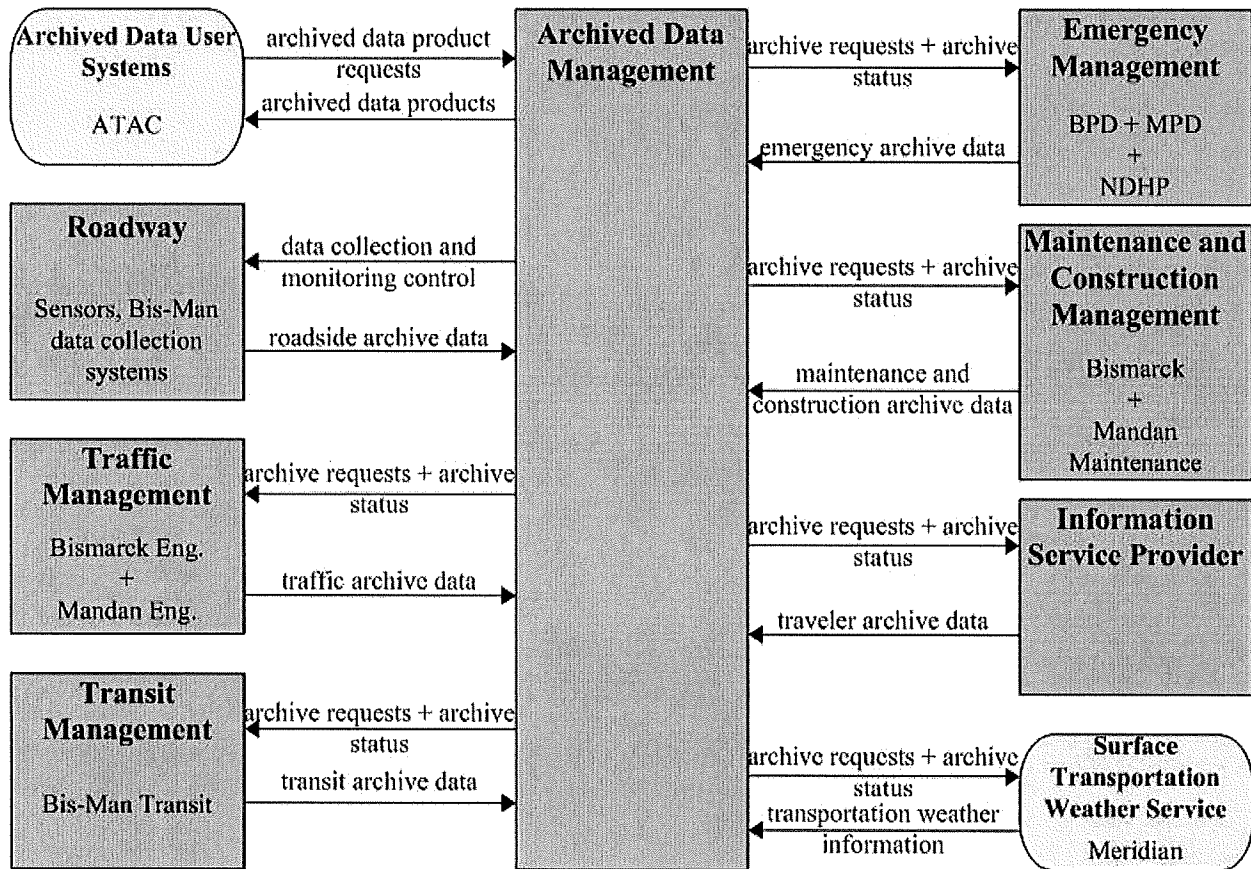 Archived Data User
Systems
ATAC
archived data product
requests
archived data products
Archived Data
Management
archive requests + archive
status
emergency archive data
Emergency
Management
BPD + MPD
+
NDHP
Roadway
Sensors, Bis-Man
data collection
systems
data collection and
monitoring control
roadside archive data
archive requests + archive
status
maintenance and
construction archive data
Maintenance and
Construction
Management
Bismarck
+
Mandan
Maintenance
Traffic
Management
Bismarck Eng.
+
Mandan Eng.
archive requests + archive
status
traffic archive data
archive requests + archive
status
traveler archive data
Information
Service Provider
Transit
Management
Bis-Man Transit
archive requests + archive
status
transit archive data
archive requests + archive
status
transportation weather
information
Surface
Transportation
Weather Service
Meridian